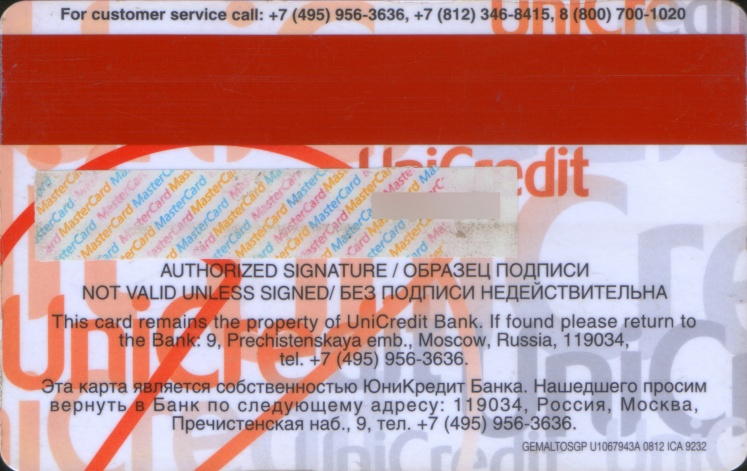 For customer service call: +7 (495) 956-3636, +7 (812) 346-8415, 8 (800) 700-1020
UniCredit
MasterCard MasterCard MasterCard
AUTHORIZED SIGNATURE / ОБРАЗЕЦ ПОДПИСИ
NOT VALID UNLESS SIGNED/ БЕЗ ПОДПИСИ НЕДЕЙСТВИТЕЛЬНА
This card remains the property of UniCredit Bank. If found please return to
the Bank: 9, Prechistenskaya emb., Moscow, Russia, 119034,
tel. +7 (495) 956-3636.
Эта карта является собственностью ЮниКредит Банка. Нашедшего просим
вернуть в Банк по следующему адресу: 119034, Россия, Москва,
Пречистенская наб., 9, тел. +7 (495) 956-3636.
GEMALTOSGP U1067943A 0812 ICA 9232